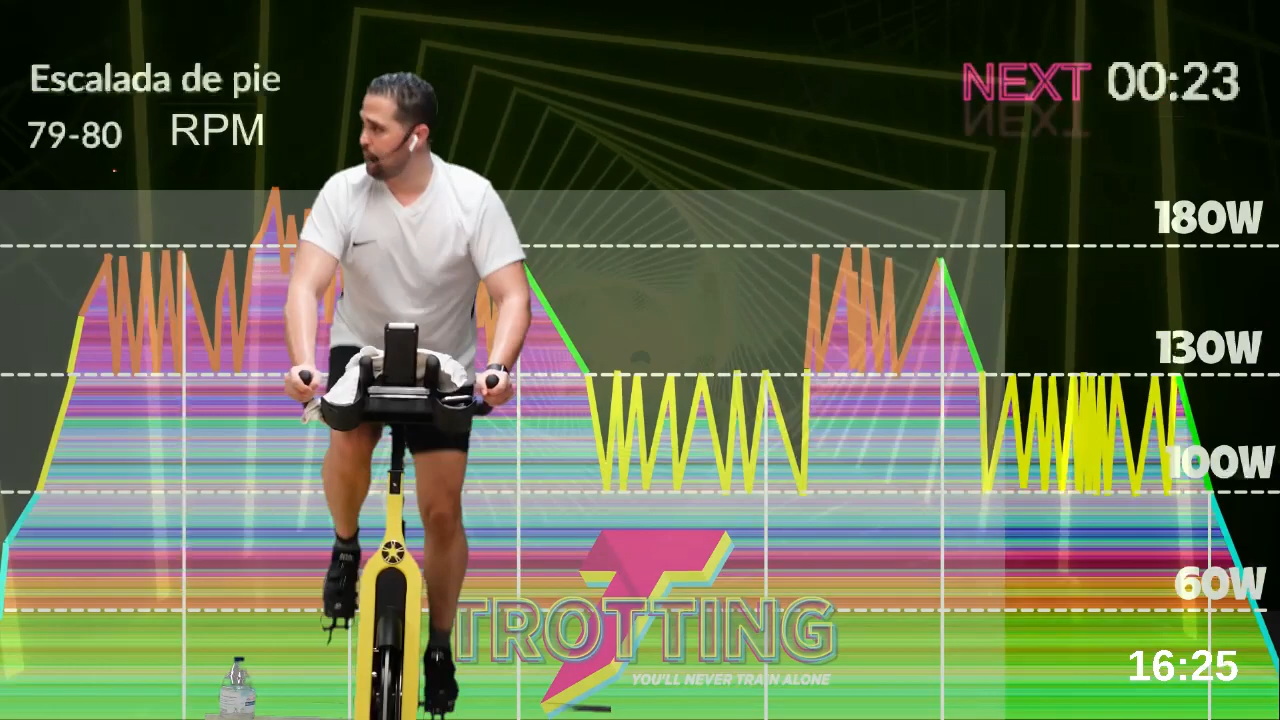 Escalada de pie
79-80 RPM
NEXT 00:23
NEXT
180W
130W
100W
60W
TROTTING
YOU'LL NEVER TRAIN ALONE
16:25